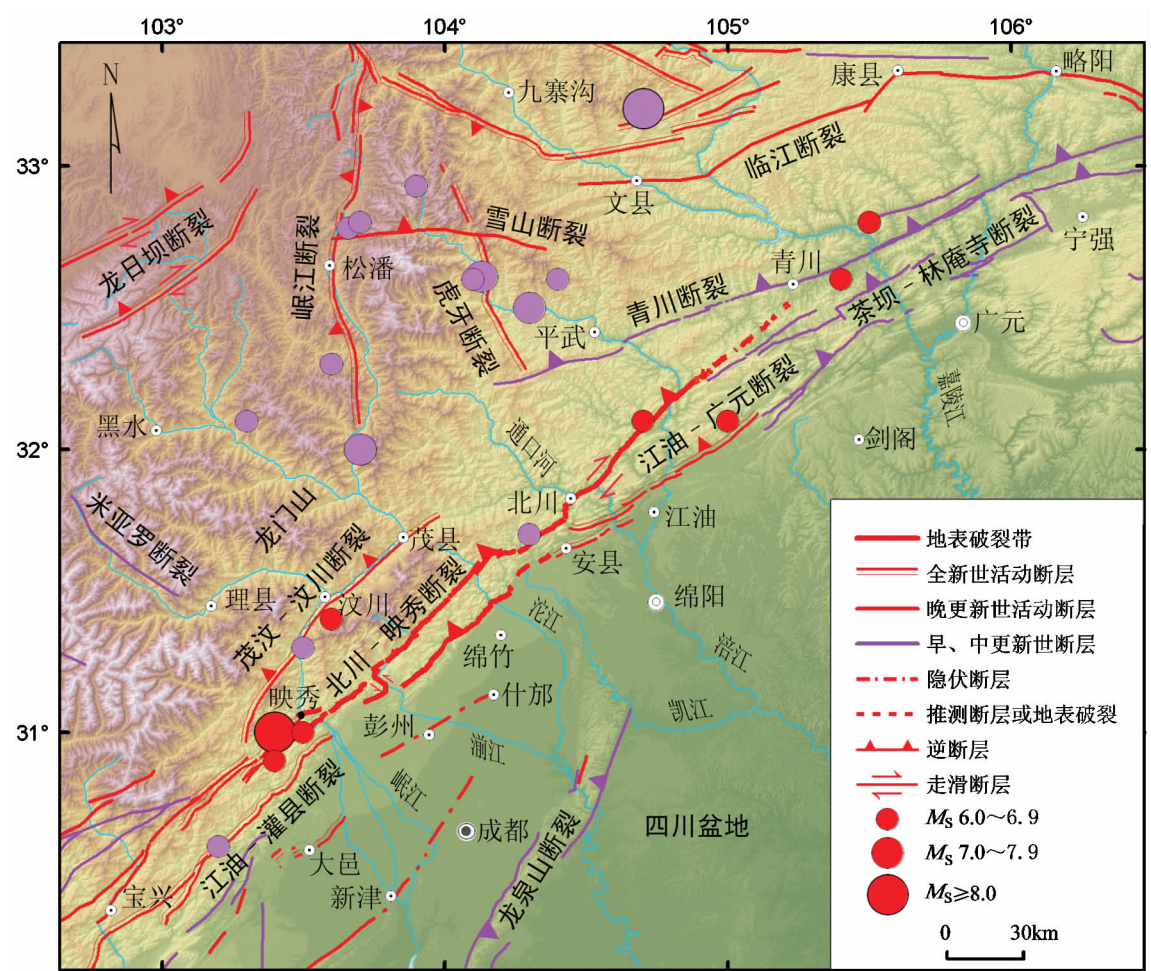 103° 104° 105° 106°
N
九寨沟
康县
略阳
33°
临江断裂
文县
雪山断裂
龙日坝断裂
岷江断裂
松潘
虎牙断裂
平武
青川
青川断裂
茶坝-林庵寺断裂
宁强
广元
嘉陵江
黑水
32°
通口河
江油-广元断裂
剑阁
米亚罗断裂
龙门山
北川
江油
茂县
安县
理县
茂汶-汶川断裂
汶川
绵阳
北川-映秀断裂
沱江
涪江
绵竹
映秀
什邡
31°
彭州
湔江
凯江
岷江
江油-灌县断裂
成都
四川盆地
大邑
龙泉山断裂
宝兴
新津
地表破裂带
全新世活动断层
晚更新世活动断层
早、中更新世断层
隐伏断层
推测断层或地表破裂
逆断层
走滑断层
MS 6.0～6.9
MS 7.0～7.9
MS≥8.0
0 30km